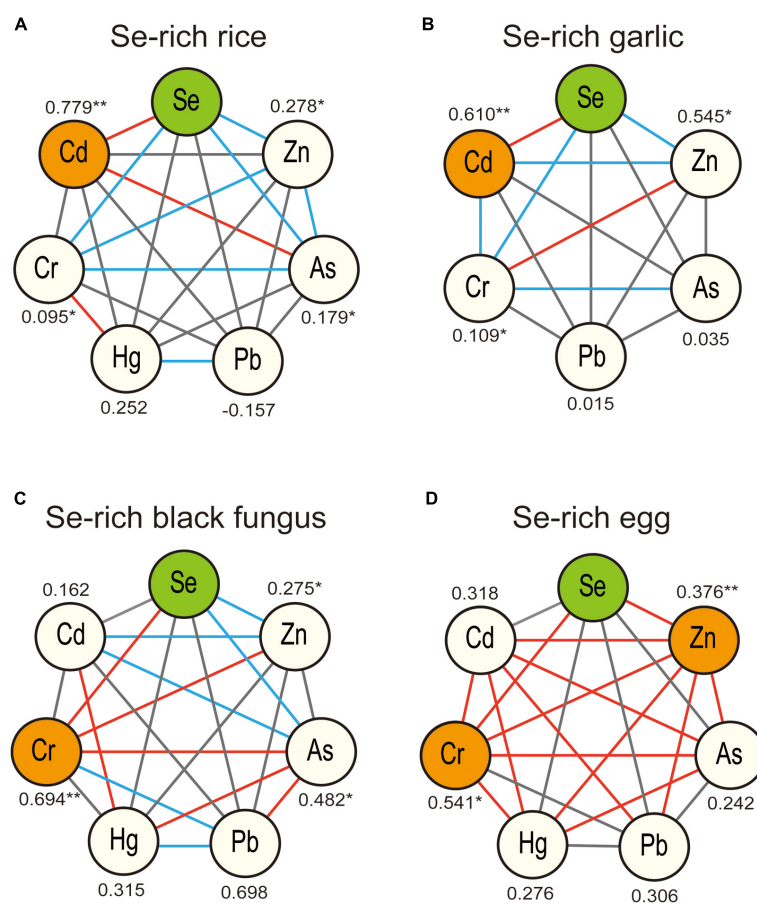 A
Se-rich rice
Se
0.779**
0.278*
Cd
Zn
Cr
As
0.095*
0.179*
Hg
Pb
0.252
-0.157
B
Se-rich garlic
Se
0.610**
0.545*
Cd
Zn
Cr
As
0.109*
0.035
Pb
0.015
C
Se-rich black fungus
Se
0.162
0.275*
Cd
Zn
Cr
As
0.694**
0.482*
Hg
Pb
0.315
0.698
D
Se-rich egg
Se
0.318
0.376**
Cd
Zn
Cr
As
0.541*
0.242
Hg
Pb
0.276
0.306